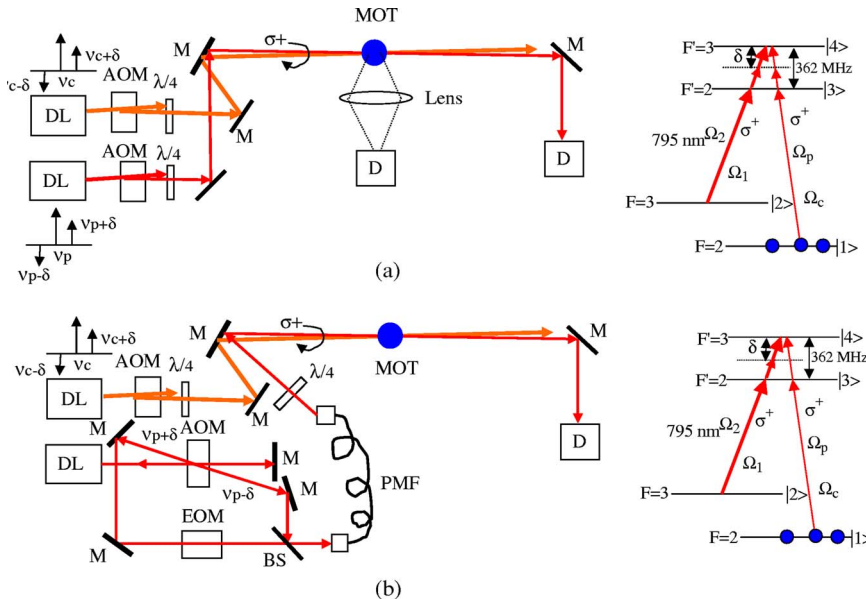 MOT
M
M
σ+
νc+δ
νc
'c-δ
AOM
λ/4
DL
M
Lens
AOM
λ/4
DL
D
D
νp+δ
νp
νp-δ
(a)
F'=3
|4>
δ
362 MHz
F'=2
|3>
σ+
σ+
795 nm
Ω2
Ωp
Ω1
Ωc
F=3
|2>
F=2
|1>
M
M
σ+
MOT
νc+δ
νc
νc-δ
AOM
λ/4
λ/4
DL
M
M
νp+δ
AOM
DL
M
D
νp-δ
M
PMF
EOM
M
BS
(b)
F'=3
|4>
δ
362 MHz
F'=2
|3>
σ+
σ+
795 nm
Ω2
Ωp
Ω1
F=3
|2>
Ωc
F=2
|1>